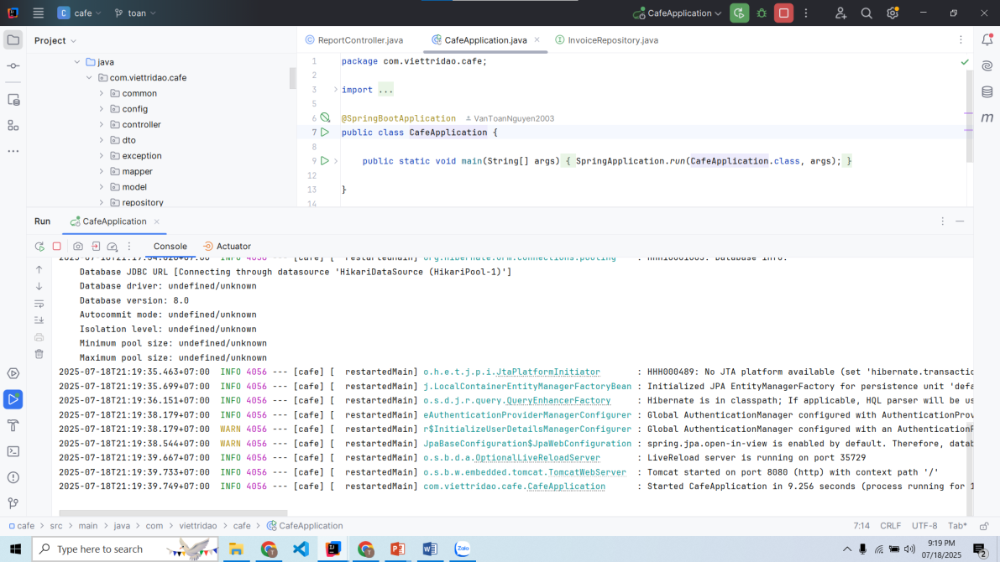 C cafe
toan
CafeApplication
Project
ReportController.java
CafeApplication.java
InvoiceRepository.java
java
com.viettridao.cafe
common
config
controller
dto
exception
mapper
model
repository
1 package com.viettridao.cafe;
2
3 import ...
5
6 @SpringBootApplication VanToanNguyen2003
7 public class CafeApplication {
8
9 public static void main(String[] args) { SpringApplication.run(CafeApplication.class, args); }
12
13 }
14
Run
CafeApplication
Console
Actuator
org.hibernate.orm.connections.pooling : HHH10001005: Database info:
Database JDBC URL [Connecting through datasource 'HikariDataSource (HikariPool-1)']
Database driver: undefined/unknown
Database version: 8.0
Autocommit mode: undefined/unknown
Isolation level: undefined/unknown
Minimum pool size: undefined/unknown
Maximum pool size: undefined/unknown
2025-07-18T21:19:35.463+07:00 INFO 4056 --- [cafe] [ restartedMain] o.h.e.t.j.p.i.JtaPlatformInitiator : HHH000489: No JTA platform available (set 'hibernate.transactio
2025-07-18T21:19:35.699+07:00 INFO 4056 --- [cafe] [ restartedMain] j.LocalContainerEntityManagerFactoryBean : Initialized JPA EntityManagerFactory for persistence unit 'defa
2025-07-18T21:19:36.151+07:00 INFO 4056 --- [cafe] [ restartedMain] o.s.d.j.r.query.QueryEnhancerFactory : Hibernate is in classpath; If applicable, HQL parser will be us
2025-07-18T21:19:38.179+07:00 INFO 4056 --- [cafe] [ restartedMain] eAuthenticationProviderManagerConfigurer : Global AuthenticationManager configured with AuthenticationProv
2025-07-18T21:19:38.179+07:00 WARN 4056 --- [cafe] [ restartedMain] r$InitializeUserDetailsManagerConfigurer : Global AuthenticationManager configured with an AuthenticationP
2025-07-18T21:19:38.544+07:00 WARN 4056 --- [cafe] [ restartedMain] JpaBaseConfiguration$JpaWebConfiguration : spring.jpa.open-in-view is enabled by default. Therefore, datab
2025-07-18T21:19:39.667+07:00 INFO 4056 --- [cafe] [ restartedMain] o.s.b.d.a.OptionalLiveReloadServer : LiveReload server is running on port 35729
2025-07-18T21:19:39.733+07:00 INFO 4056 --- [cafe] [ restartedMain] o.s.b.w.embedded.tomcat.TomcatWebServer : Tomcat started on port 8080 (http) with context path '/'
2025-07-18T21:19:39.749+07:00 INFO 4056 --- [cafe] [ restartedMain] com.viettridao.cafe.CafeApplication : Started CafeApplication in 9.256 seconds (process running for 1
cafe > src > main > java > com > viettridao > cafe > CafeApplication
7:14 CRLF UTF-8 Tab*
Type here to search
Zalo
9:19 PM
07/18/2025
2